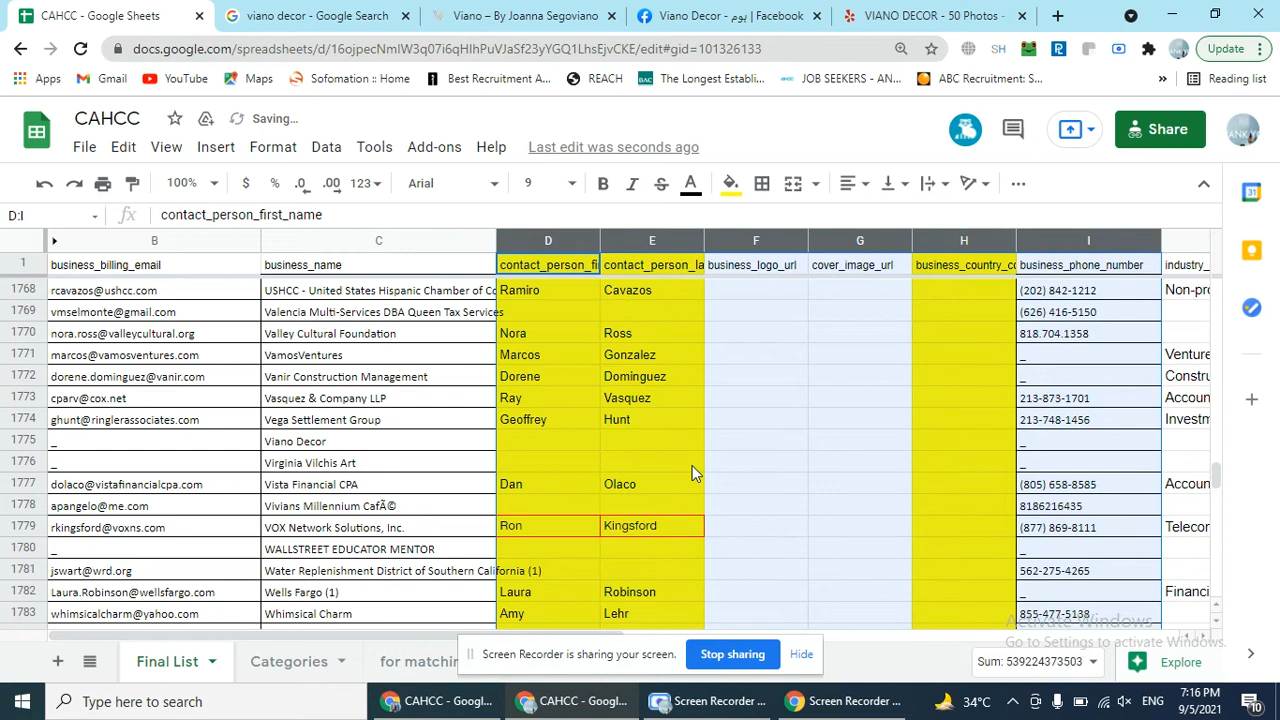 CAHCC - Google Sheets
viano decor - Google Search
Viano – By Joanna Segoviano
Viano Decor - يوم | Facebook
VIANO DECOR - 50 Photos -
docs.google.com/spreadsheets/d/16ojpecNmIW3q07i6qHIhPuVJaSf23yYGQ1LhsEjvCKE/edit#gid=101326133
SH
Update
Apps
Gmail
YouTube
Maps
Sofomation :: Home
Best Recruitment A...
REACH
The Longest Establi...
JOB SEEKERS - AN...
ABC Recruitment: S...
»
Reading list
CAHCC
Saving...
Share
File Edit View Insert Format Data Tools Add-ons Help Last edit was seconds ago
100% $ % .0 .00 123 Arial 9 B I S A
D:I fx contact_person_first_name
B C D E F G H I
1 business_billing_email business_name contact_person_fi contact_person_la business_logo_url cover_image_url business_country_co business_phone_number industry_
1768 rcavazos@ushcc.com USHCC - United States Hispanic Chamber of Co Ramiro Cavazos (202) 842-1212 Non-pro
1769 vmselmonte@gmail.com Valencia Multi-Services DBA Queen Tax Services (626) 416-5150
1770 nora.ross@valleycultural.org Valley Cultural Foundation Nora Ross 818.704.1358
1771 marcos@vamosventures.com VamosVentures Marcos Gonzalez _ Venture
1772 dorene.dominguez@vanir.com Vanir Construction Management Dorene Dominguez _ Constru
1773 cparv@cox.net Vasquez & Company LLP Ray Vasquez 213-873-1701 Accoun
1774 ghunt@ringlerassociates.com Vega Settlement Group Geoffrey Hunt 213-748-1456 Investm
1775 _ Viano Decor _
1776 _ Virginia Vilchis Art _
1777 dolaco@vistafinancialcpa.com Vista Financial CPA Dan Olaco (805) 658-8585 Accoun
1778 apangelo@me.com Vivians Millennium CafÃ© 8186216435
1779 rkingsford@voxns.com VOX Network Solutions, Inc. Ron Kingsford (877) 869-8111 Telecor
1780 _ WALLSTREET EDUCATOR MENTOR _
1781 jswart@wrd.org Water Replenishment District of Southern California (1) 562-275-4265
1782 Laura.Robinson@wellsfargo.com Wells Fargo (1) Laura Robinson _ Financi
1783 whimsicalcharm@yahoo.com Whimsical Charm Amy Lehr 855-477-5138
Activate Windows
Go to Settings to activate Windows.
Final List Categories for matchin
Screen Recorder is sharing your screen. Stop sharing Hide
Sum: 539224373503
Explore
Type here to search
CAHCC - Googl...
CAHCC - Googl...
Screen Recorder ...
Screen Recorder ...
34°C
ENG
7:16 PM
9/5/2021
10